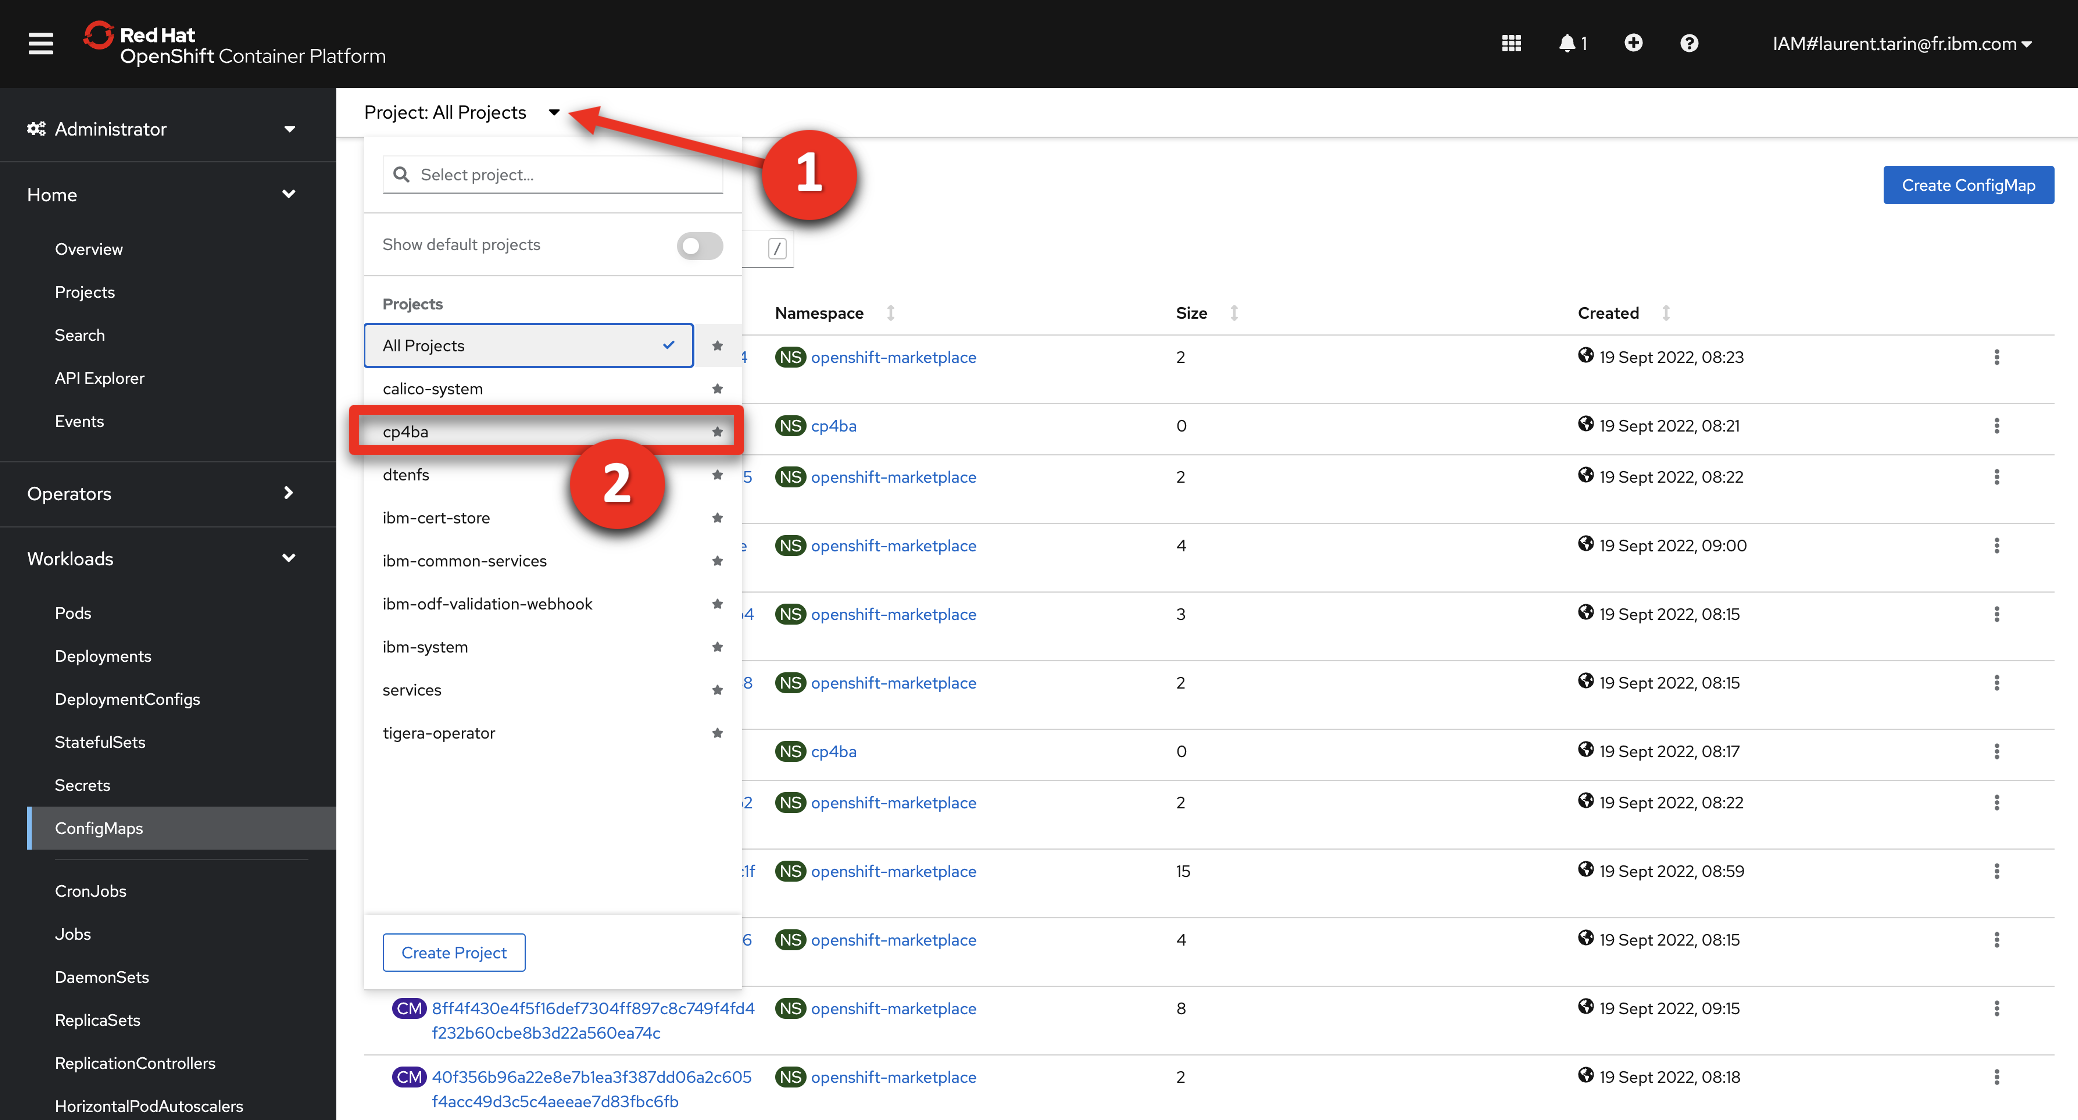 Red Hat
OpenShift Container Platform
1
IAM#laurent.tarin@fr.ibm.com
Administrator
Home
Overview
Projects
Search
API Explorer
Events
Operators
Workloads
Pods
Deployments
DeploymentConfigs
StatefulSets
Secrets
ConfigMaps
CronJobs
Jobs
DaemonSets
ReplicaSets
ReplicationControllers
HorizontalPodAutoscalers
Project: All Projects
1
Select project...
Show default projects
Projects
All Projects
calico-system
cp4ba
2
dtenfs
ibm-cert-store
ibm-common-services
ibm-odf-validation-webhook
ibm-system
services
tigera-operator
Create Project
Create ConfigMap
/
Namespace Size Created
4 NS openshift-marketplace 2 19 Sept 2022, 08:23
NS cp4ba 0 19 Sept 2022, 08:21
5 NS openshift-marketplace 2 19 Sept 2022, 08:22
e NS openshift-marketplace 4 19 Sept 2022, 09:00
4 NS openshift-marketplace 3 19 Sept 2022, 08:15
8 NS openshift-marketplace 2 19 Sept 2022, 08:15
NS cp4ba 0 19 Sept 2022, 08:17
2 NS openshift-marketplace 2 19 Sept 2022, 08:22
1f NS openshift-marketplace 15 19 Sept 2022, 08:59
6 NS openshift-marketplace 4 19 Sept 2022, 08:15
CM 8ff4f430e4f5f16def7304ff897c8c749f4fd4 NS openshift-marketplace 8 19 Sept 2022, 09:15
f232b60cbe8b3d22a560ea74c
CM 40f356b96a22e8e7b1ea3f387dd06a2c605 NS openshift-marketplace 2 19 Sept 2022, 08:18
f4acc49d3c5c4aeeae7d83fbc6fb